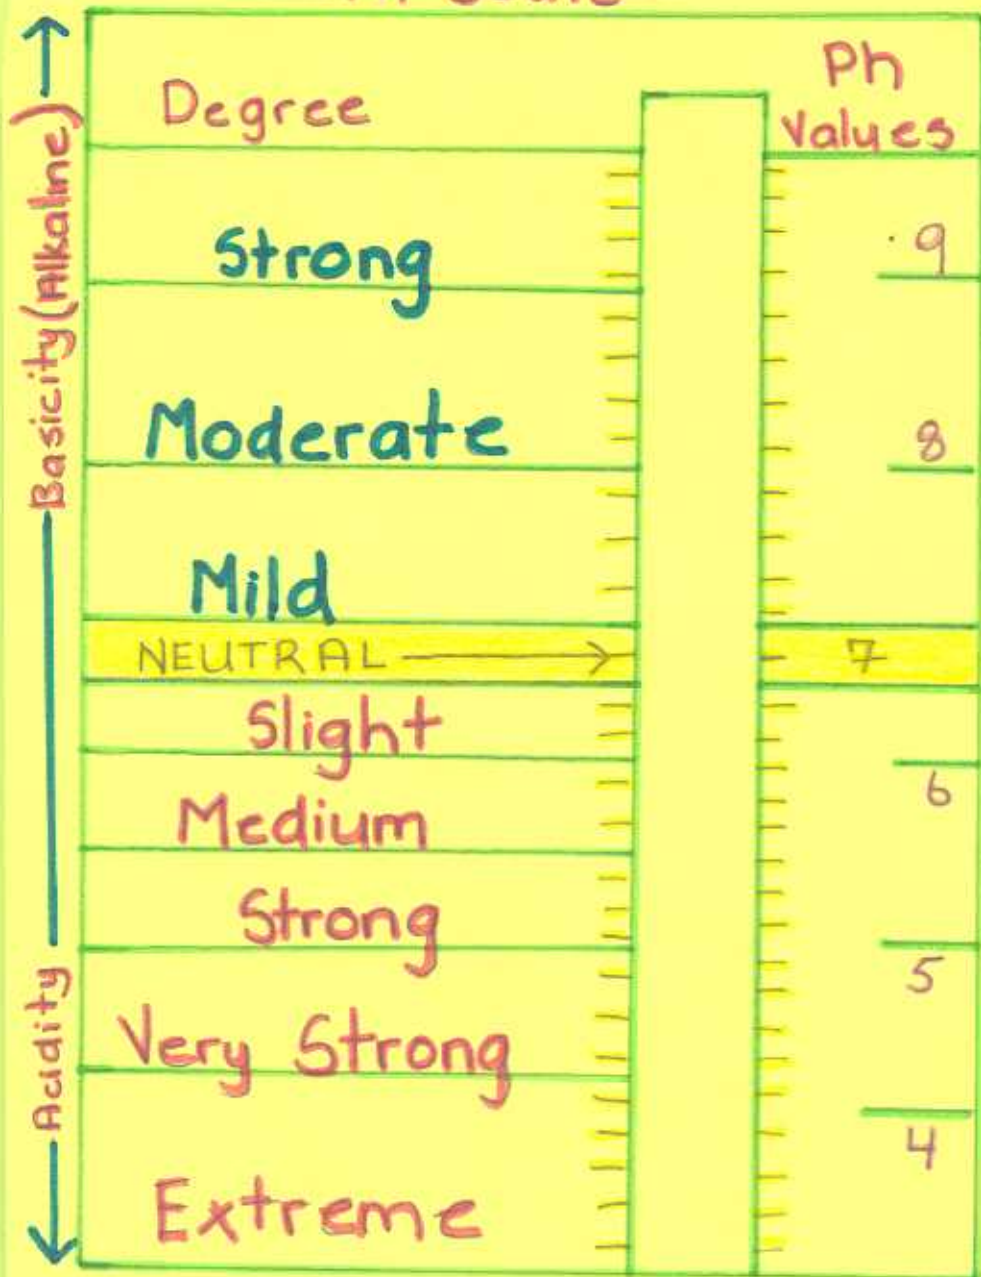 Degree
Ph
Values
Basicity (Alkaline)
Strong
9
Moderate
8
Mild
NEUTRAL
7
Slight
6
Medium
Strong
5
Acidity
Very Strong
4
Extreme